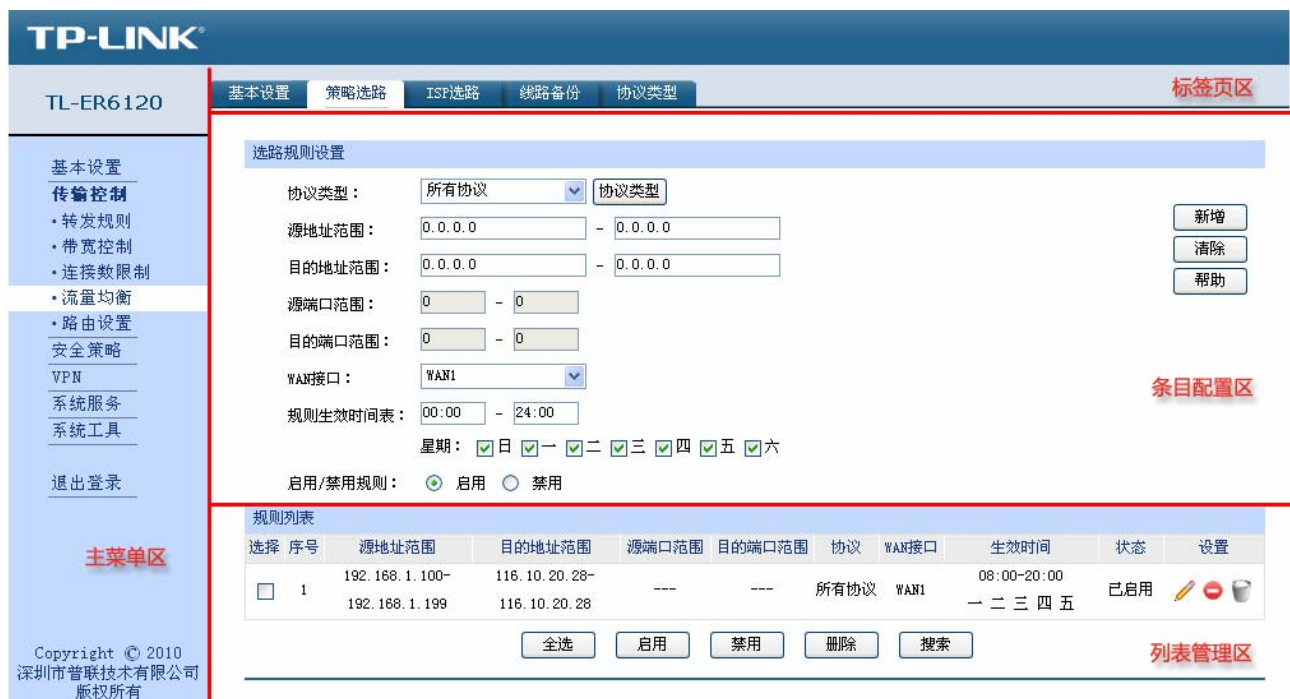 TP-LINK®
TL-ER6120
基本设置 策略选路 ISP选路 线路备份 协议类型
标签页区
基本设置
传输控制
·转发规则
·带宽控制
·连接数限制
·流量均衡
·路由设置
安全策略
VPN
系统服务
系统工具
退出登录
主菜单区
Copyright © 2010
深圳市普联技术有限公司
版权所有
选路规则设置
协议类型： 所有协议 协议类型
源地址范围： 0.0.0.0 - 0.0.0.0
目的地址范围： 0.0.0.0 - 0.0.0.0
源端口范围： 0 - 0
目的端口范围： 0 - 0
WAN接口： WAN1
规则生效时间表： 00:00 - 24:00
星期： 日 一 二 三 四 五 六
启用/禁用规则： 启用 禁用
新增
清除
帮助
条目配置区
规则列表
选择 序号 源地址范围 目的地址范围 源端口范围 目的端口范围 协议 WAN接口 生效时间 状态 设置
1 192.168.1.100- 116.10.20.28- --- --- 所有协议 WAN1 08:00-20:00 已启用
192.168.1.199 116.10.20.28 一 二 三 四 五
全选 启用 禁用 删除 搜索
列表管理区